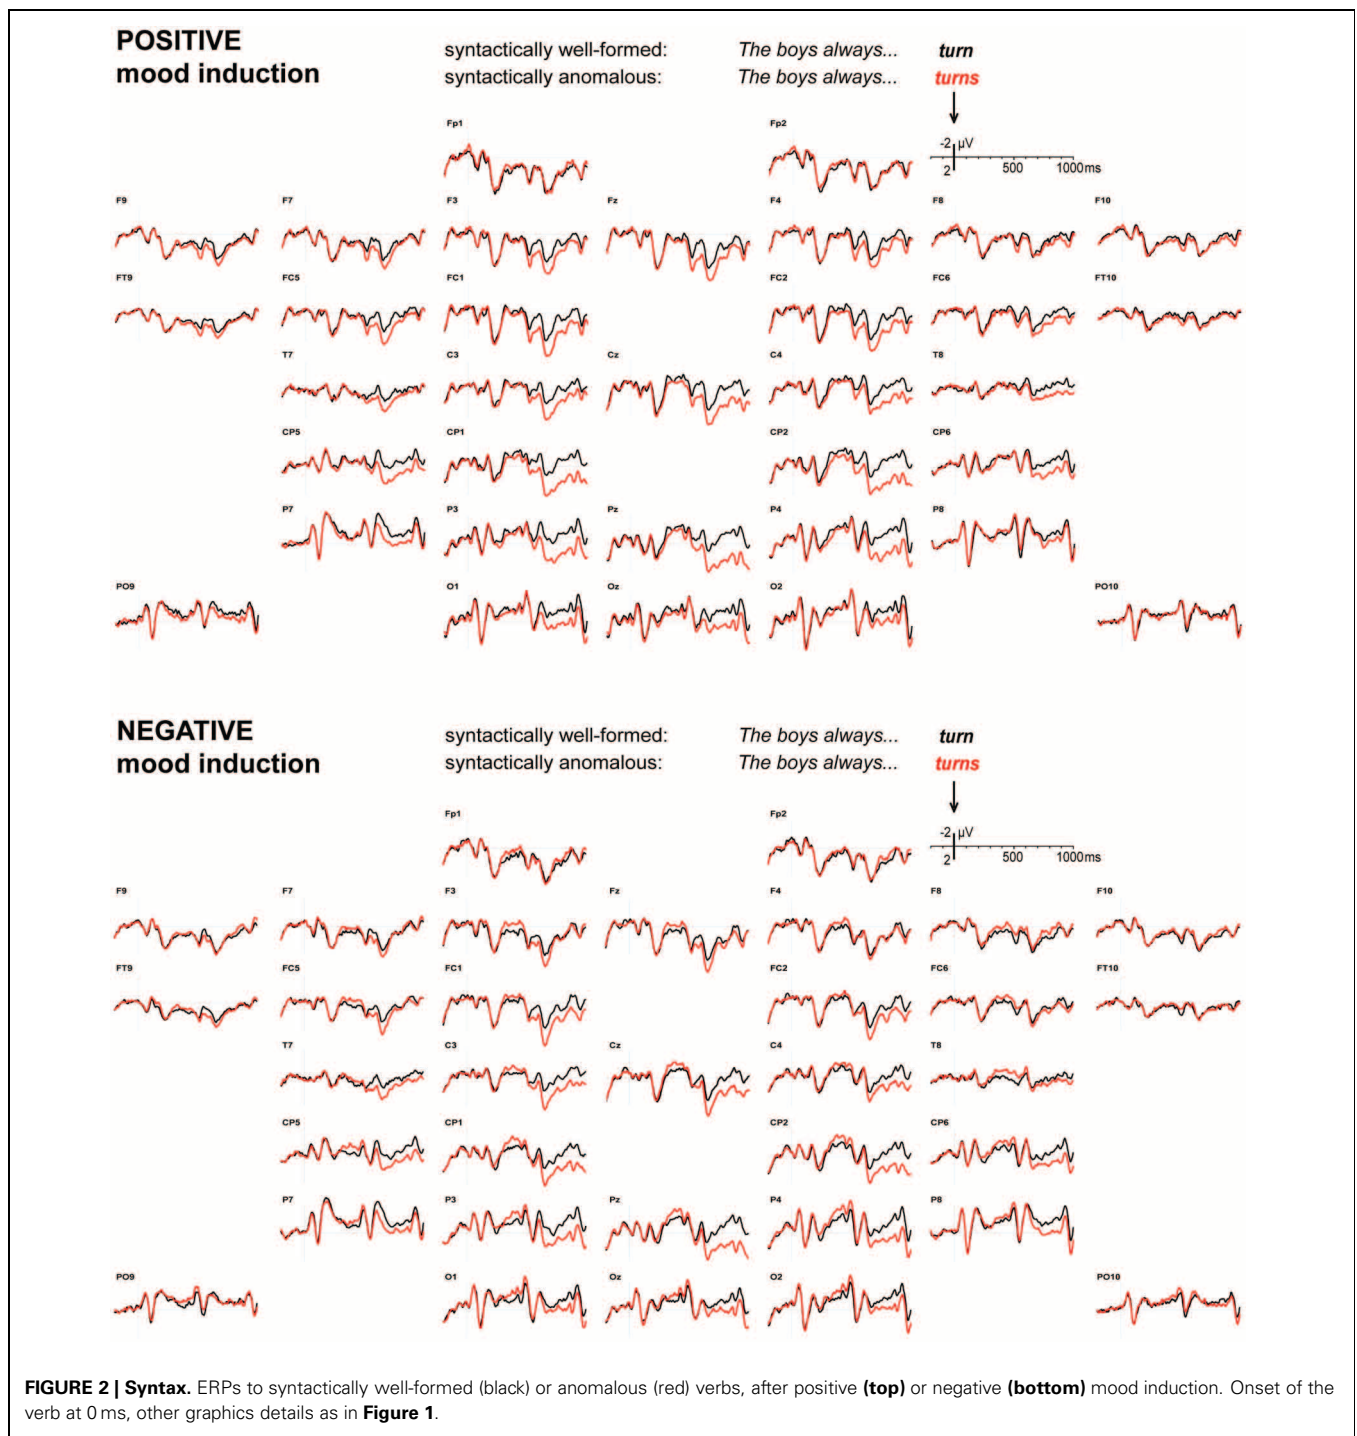 POSITIVE
mood induction
syntactically well-formed: The boys always... turn
syntactically anomalous: The boys always... turns
Fp1 Fp2
-2 µV
2 500 1000ms
F9 F7 F3 Fz F4 F8 F10
FT9 FC5 FC1 FC2 FC6 FT10
T7 C3 Cz C4 T8
CP5 CP1 CP2 CP6
P7 P3 Pz P4 P8
PO9 O1 Oz O2 PO10
NEGATIVE
mood induction
syntactically well-formed: The boys always... turn
syntactically anomalous: The boys always... turns
Fp1 Fp2
-2 µV
2 500 1000ms
F9 F7 F3 Fz F4 F8 F10
FT9 FC5 FC1 FC2 FC6 FT10
T7 C3 Cz C4 T8
CP5 CP1 CP2 CP6
P7 P3 Pz P4 P8
PO9 O1 Oz O2 PO10
FIGURE 2 | Syntax. ERPs to syntactically well-formed (black) or anomalous (red) verbs, after positive (top) or negative (bottom) mood induction. Onset of the
verb at 0 ms, other graphics details as in Figure 1.